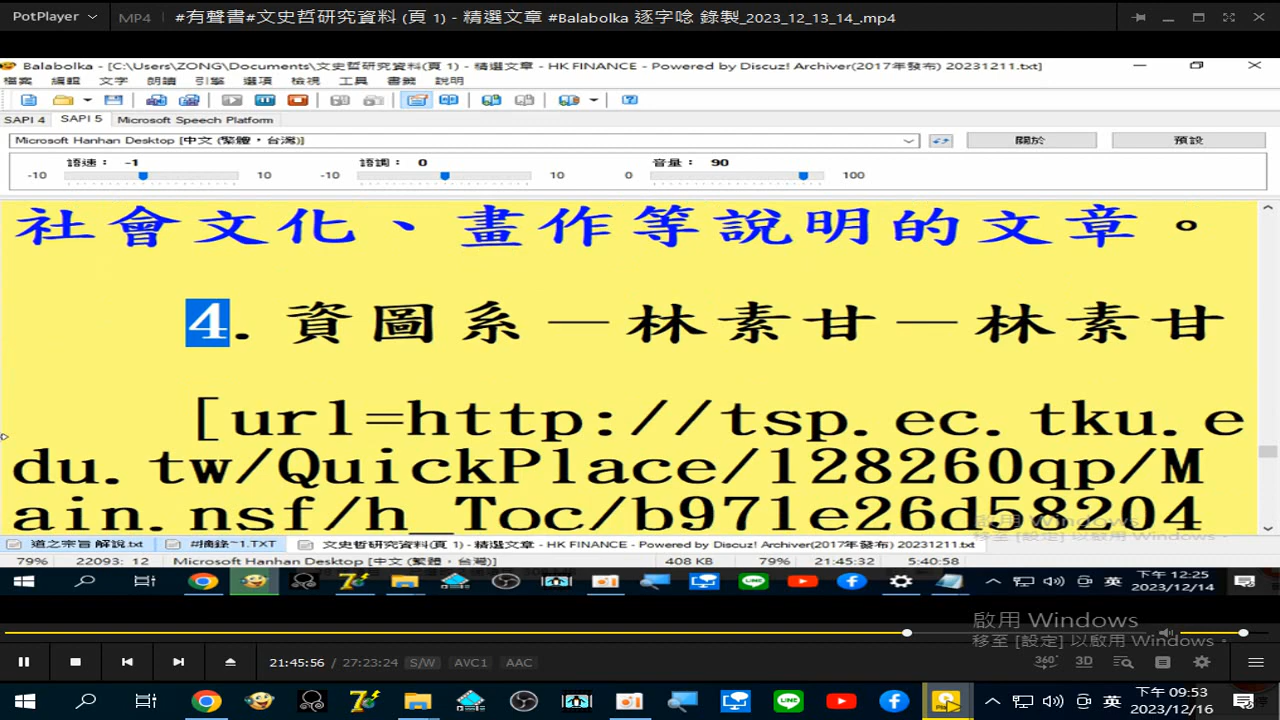 PotPlayer MP4 #有聲書#文史哲研究資料 (頁 1) - 精選文章 #Balabolka 逐字唸 錄製_2023_12_13_14_.mp4
Balabolka - [C:\Users\ZONG\Documents\文史哲研究資料(頁 1) - 精選文章 - HK FINANCE - Powered by Discuz! Archiver(2017年發布) 20231211.txt]
檔案 編輯 文字 朗讀 引擎 選項 檢視 工具 書籤 說明
SAPI 4 SAPI 5 Microsoft Speech Platform
Microsoft Hanhan Desktop [中文 (繁體，台灣)] 關於 預設
語速： -1 語調： 0 音量： 90
-10 10 -10 10 0 100
社會文化、畫作等說明的文章。
4. 資圖系－林素甘－林素甘
[url=http://tsp.ec.tku.e
du.tw/QuickPlace/128260qp/M
ain.nsf/h_Toc/b971e26d58204
啟用 Windows
移至 [設定] 以啟用 Windows。
道之宗旨 解說.txt #摘錄~1.TXT 文史哲研究資料(頁 1) - 精選文章 - HK FINANCE - Powered by Discuz! Archiver(2017年發布) 20231211.txt
79% 22093: 12 Microsoft Hanhan Desktop [中文 (繁體，台灣)] 408 KB 79% 21:45:32 5:40:58
英 下午 12:25
2023/12/14
啟用 Windows
移至 [設定] 以啟用 Windows。
21:45:56 / 27:23:24 S/W AVC1 AAC 360° 3D
英 下午 09:53
2023/12/16